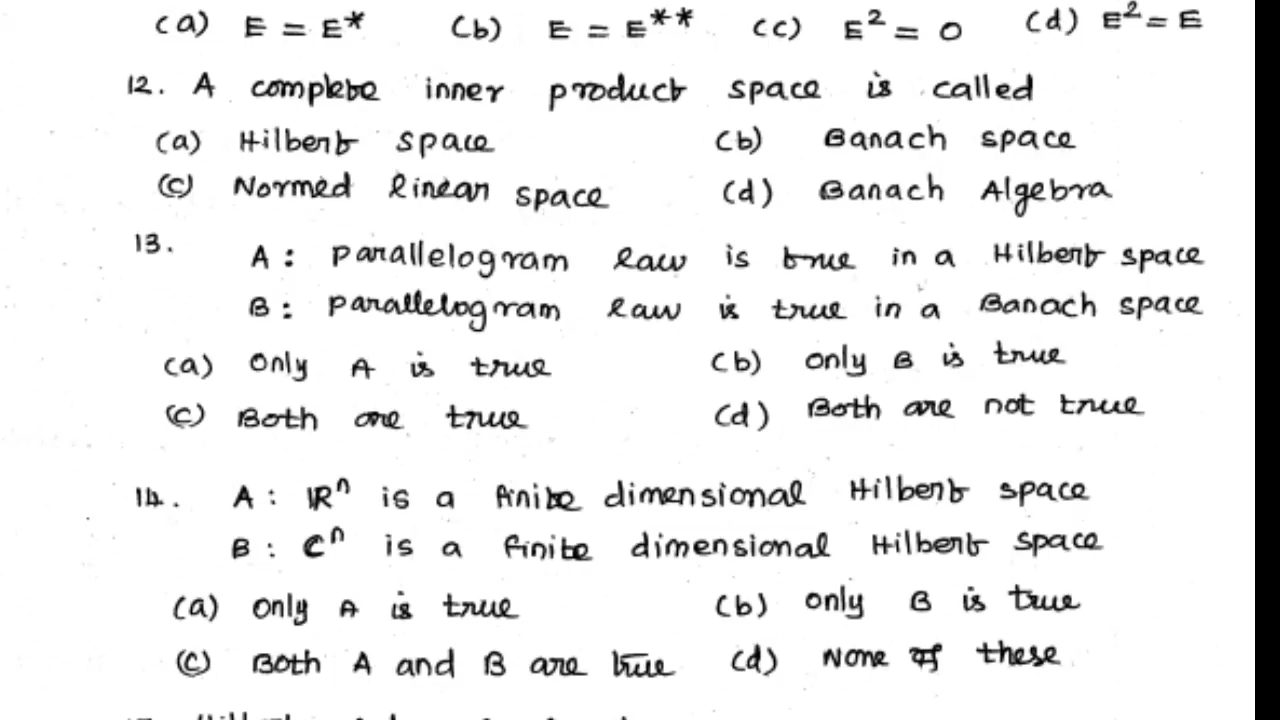 (a) E = E* (b) E = E** (c) E² = 0 (d) E² = E
12. A complete inner product space is called
(a) Hilbert space (b) Banach space
(c) Normed linear space (d) Banach Algebra
13. A : parallelogram law is true in a Hilbert space
B : parallelogram law is true in a Banach space
(a) only A is true (b) only B is true
(c) Both are true (d) Both are not true
14. A : ℝⁿ is a finite dimensional Hilbert space
B : ℂⁿ is a finite dimensional Hilbert space
(a) only A is true (b) only B is true
(c) Both A and B are true (d) None of these